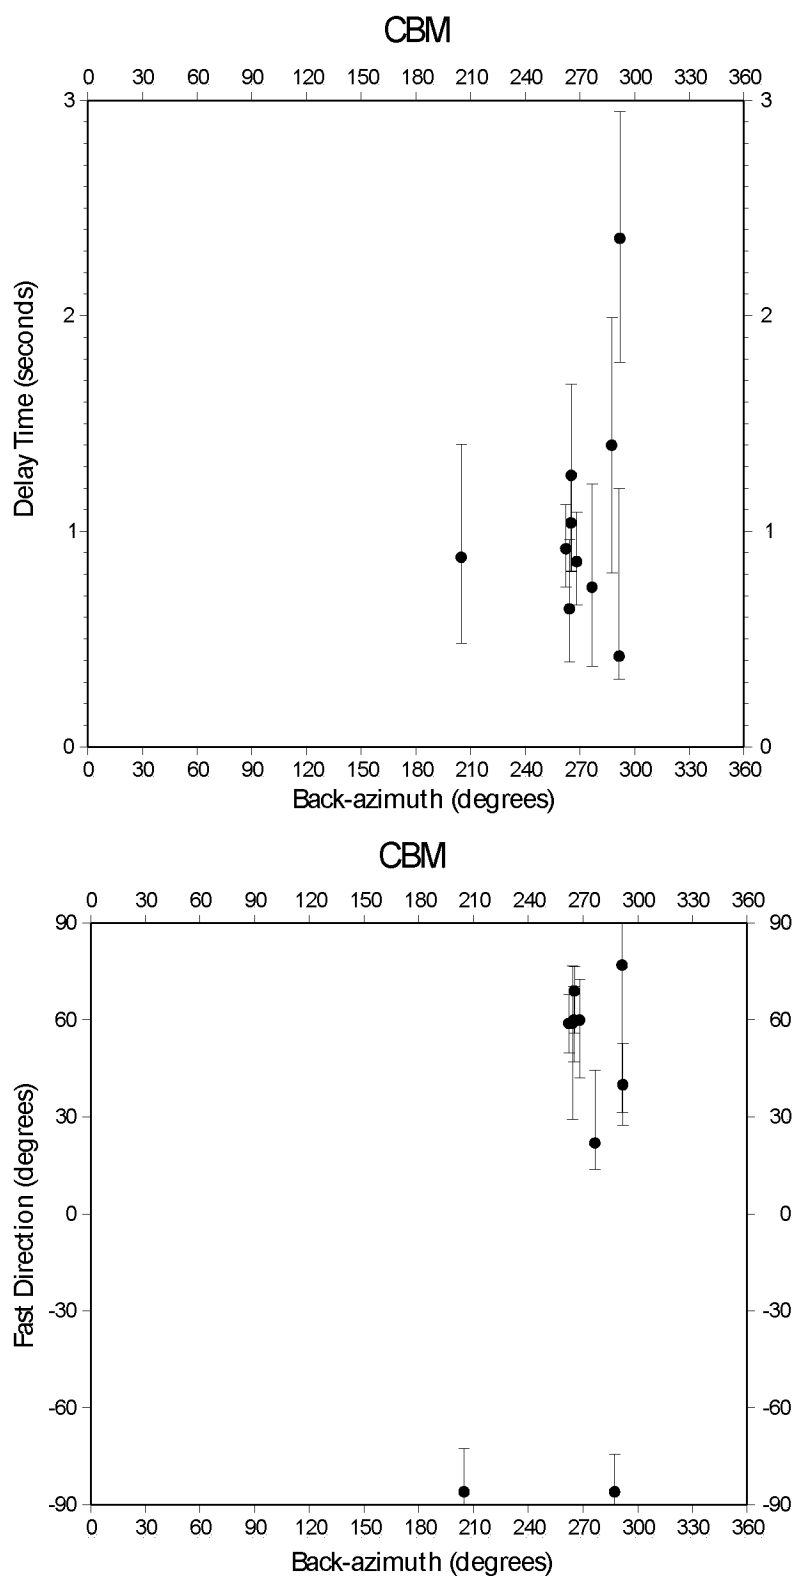 CBM
0 30 60 90 120 150 180 210 240 270 300 330 360
3 3
2 2
Delay Time (seconds)
1 1
0 0
0 30 60 90 120 150 180 210 240 270 300 330 360
Back-azimuth (degrees)
CBM
0 30 60 90 120 150 180 210 240 270 300 330 360
90 90
60 60
30 30
Fast Direction (degrees)
0 0
-30 -30
-60 -60
-90 -90
0 30 60 90 120 150 180 210 240 270 300 330 360
Back-azimuth (degrees)